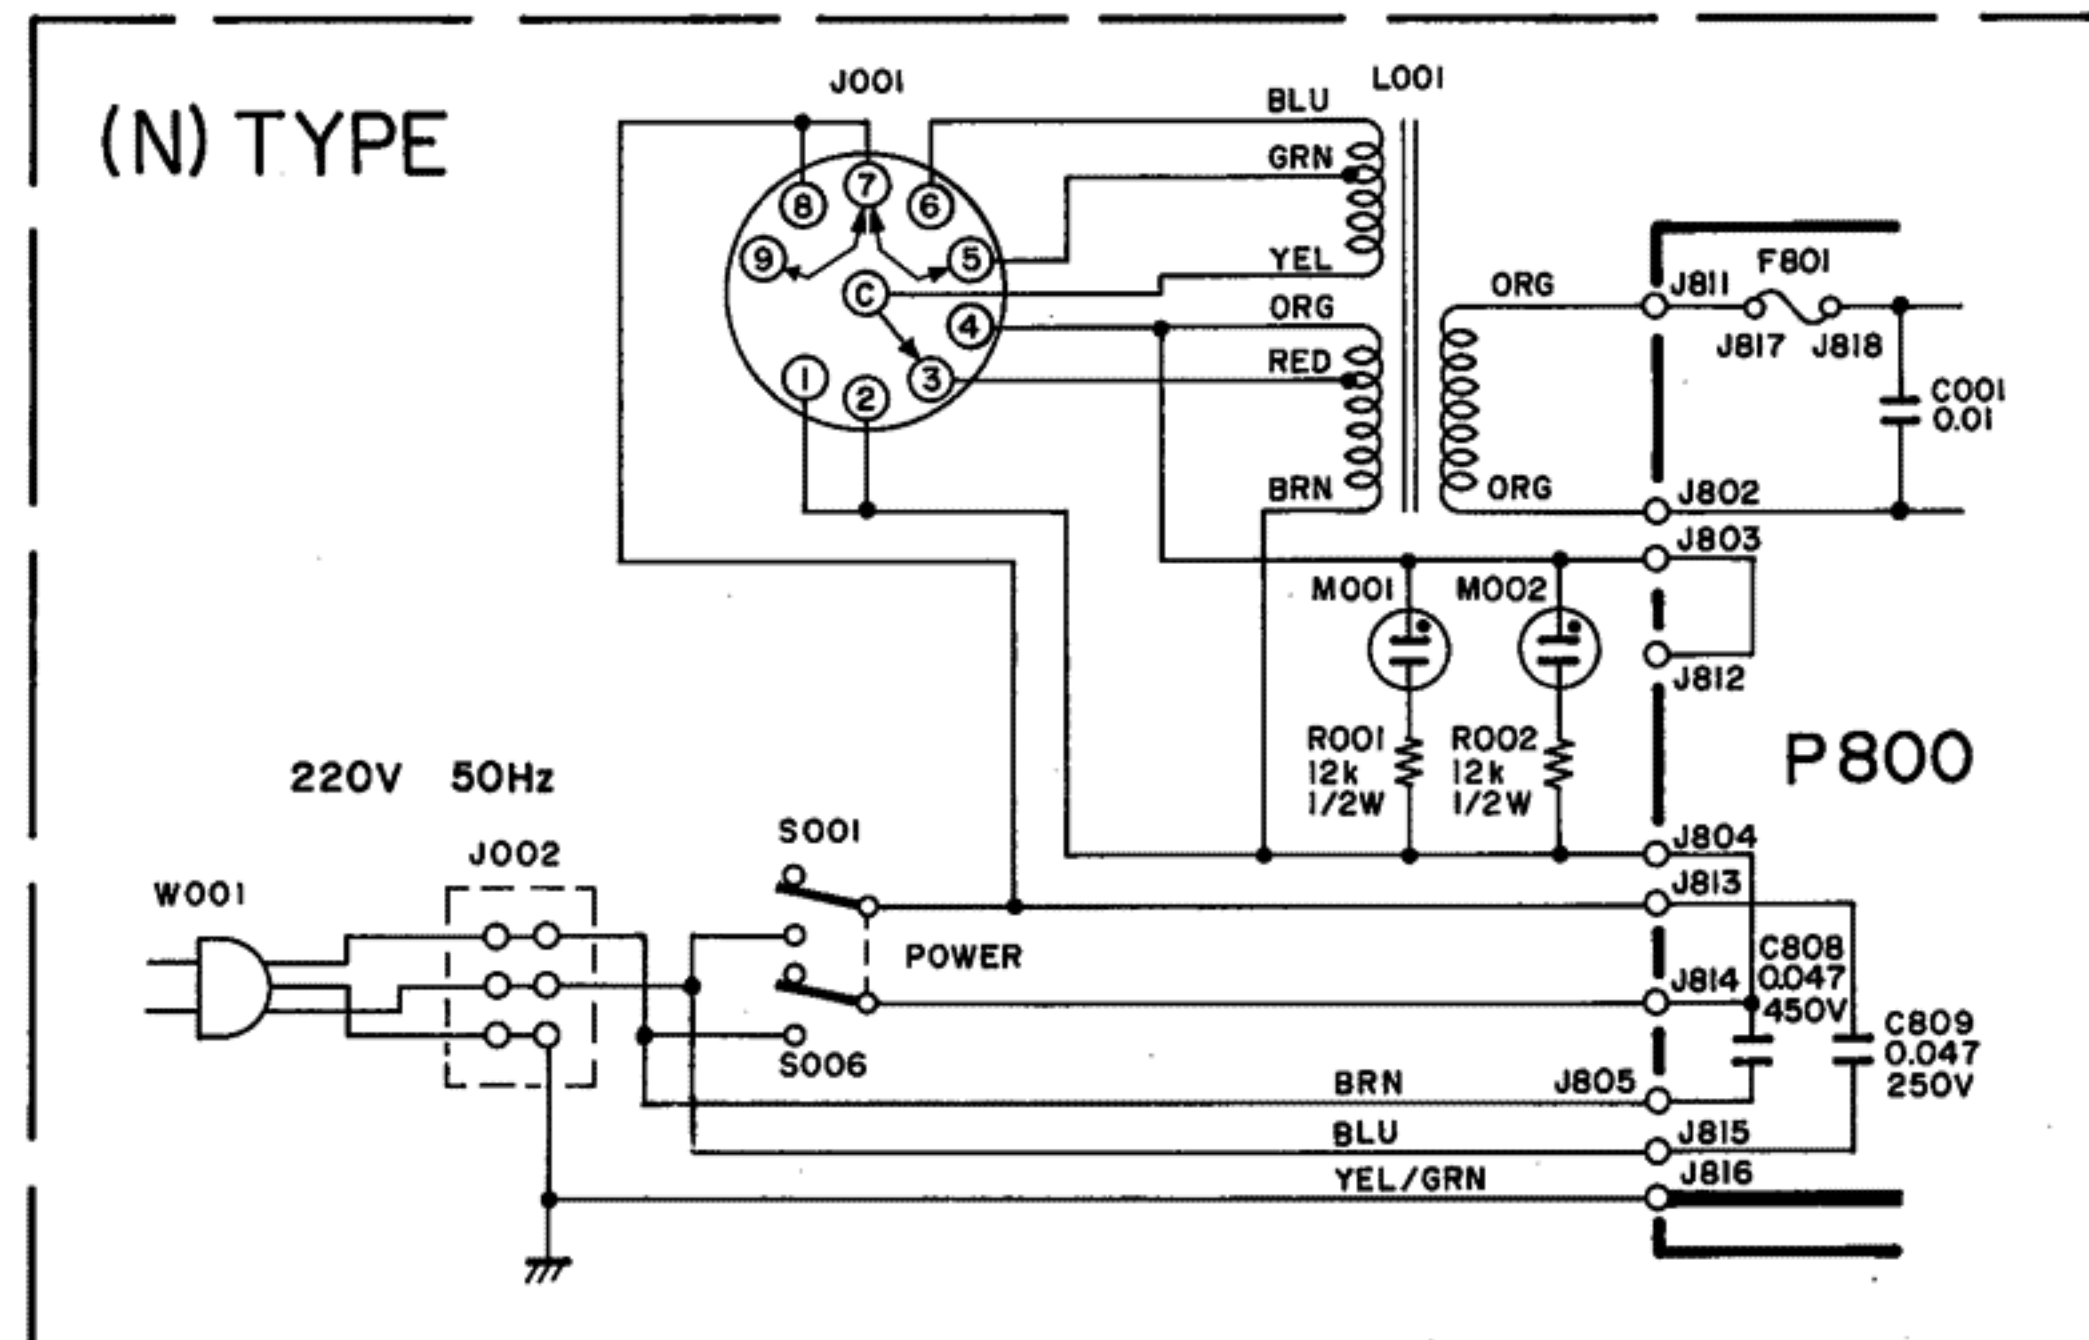 (N) TYPE
J001
L001
BLU
GRN
YEL
ORG
RED
BRN
8
7
6
9
5
C
4
1
2
3
ORG
ORG
J811
F801
J817
J818
C001
0.01
J802
J803
M001
M002
J812
R001
12k
1/2W
R002
12k
1/2W
P800
220V 50Hz
J002
W001
S001
POWER
S006
J804
J813
J814
C808
0.047
450V
C809
0.047
250V
BRN
J805
BLU
J815
YEL/GRN
J816